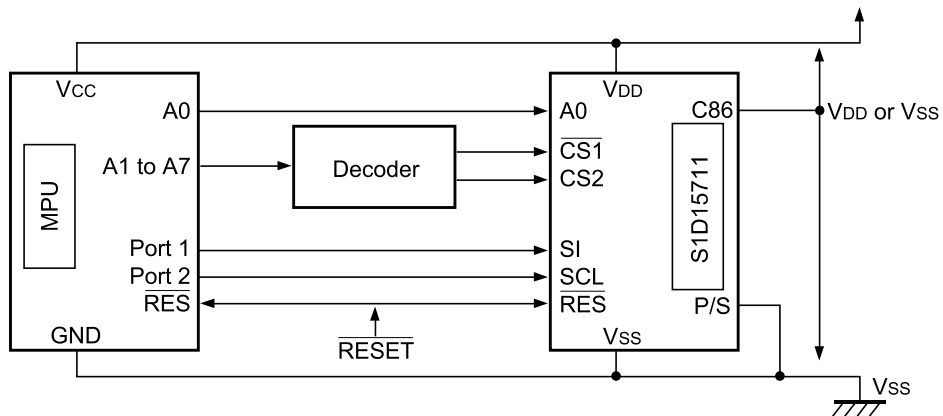 VCC
A0
A1 to A7
MPU
Port 1
Port 2
RES
GND
Decoder
RESET
VDD
A0
CS1
CS2
C86
S1D15711
SI
SCL
RES
P/S
VSS
VDD or VSS
VSS